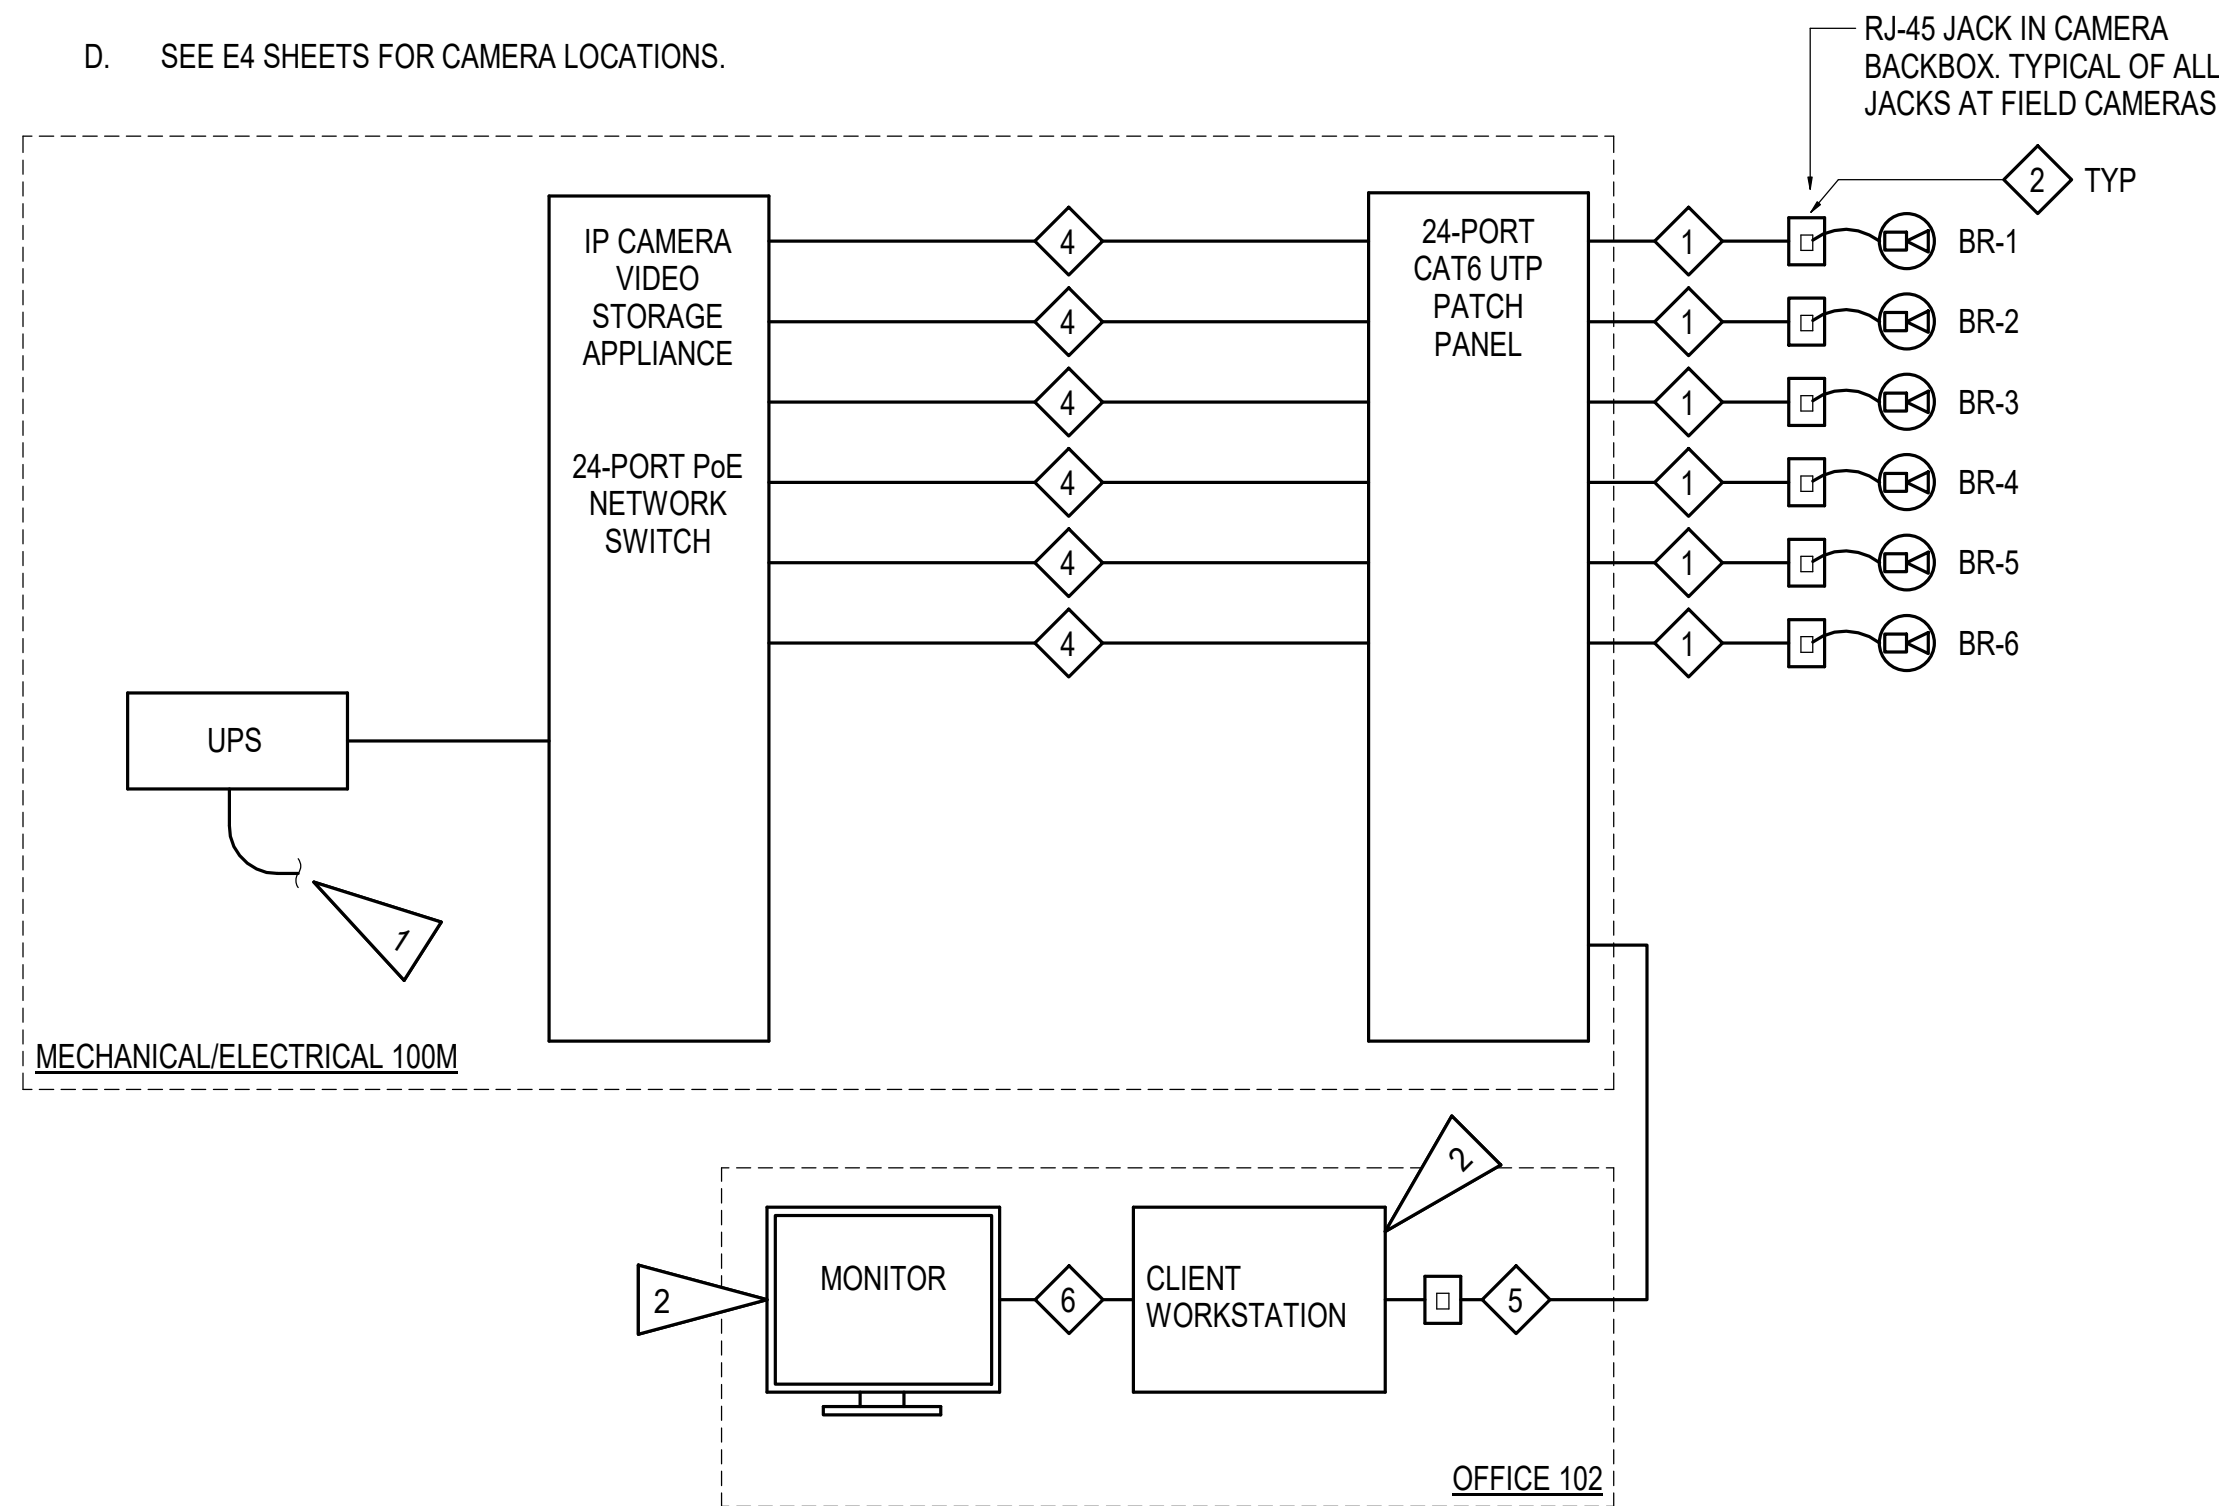 D. SEE E4 SHEETS FOR CAMERA LOCATIONS.
RJ-45 JACK IN CAMERA
BACKBOX. TYPICAL OF ALL
JACKS AT FIELD CAMERAS
2 TYP
IP CAMERA
VIDEO
STORAGE
APPLIANCE
24-PORT PoE
NETWORK
SWITCH
24-PORT
CAT6 UTP
PATCH
PANEL
4
1
BR-1
4
1
BR-2
4
1
BR-3
4
1
BR-4
4
1
BR-5
4
1
BR-6
UPS
1
MECHANICAL/ELECTRICAL 100M
2
2
MONITOR
6
CLIENT
WORKSTATION
5
OFFICE 102